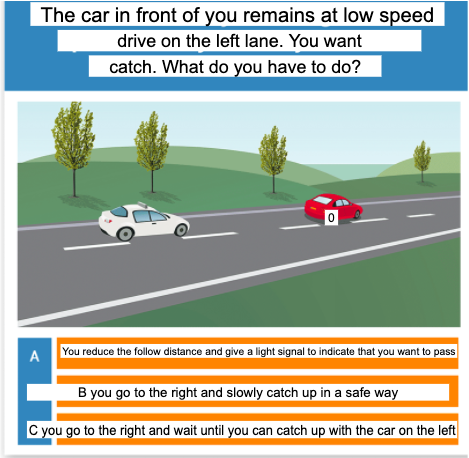 The car in front of you remains at low speed
drive on the left lane. You want
catch. What do you have to do?
0
A
You reduce the follow distance and give a light signal to indicate that you want to pass
B you go to the right and slowly catch up in a safe way
C you go to the right and wait until you can catch up with the car on the left